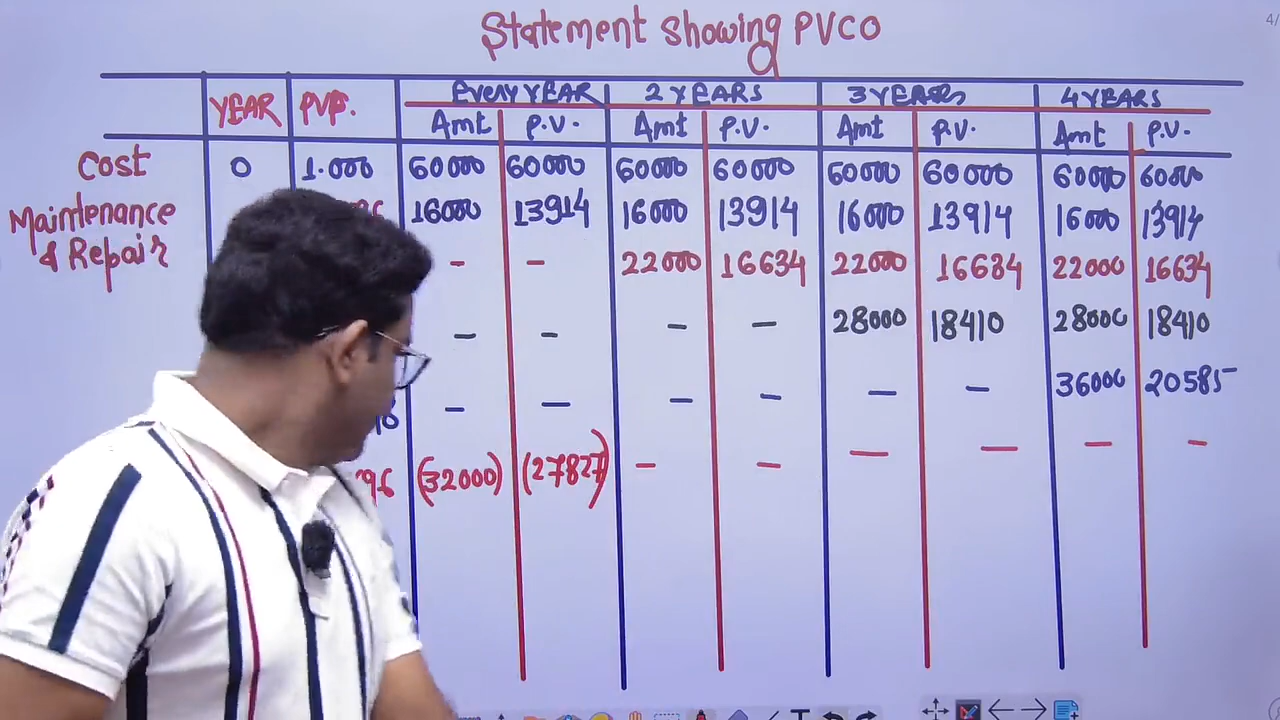 4/
Statement Showing PVCO
EVERY YEAR 2 YEARS 3 YEARS 4 YEARS
YEAR PVF. Amt P.V. Amt P.V. Amt P.V. Amt P.V.
Cost 0 1.000 60000 60000 60000 60000 60000 60000 60000 60000
Maintenance 16000 13914 16000 13914 16000 13914 16000 13914
& Repair - - 22000 16634 22000 16634 22000 16634
- - - - 28000 18410 28000 18410
- - - - - - 36000 20585
96 (32000) (27827) - - - - - -